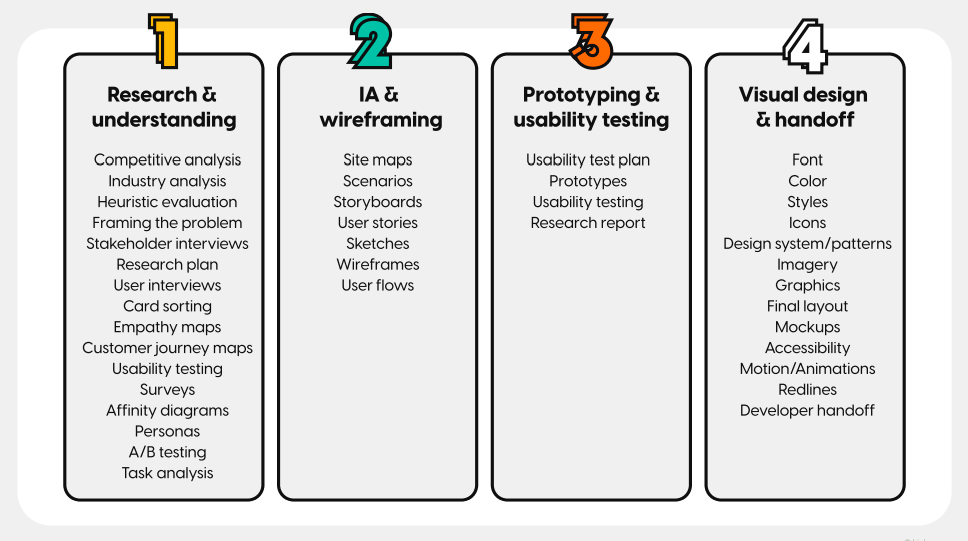 1
Research &
understanding
Competitive analysis
Industry analysis
Heuristic evaluation
Framing the problem
Stakeholder interviews
Research plan
User interviews
Card sorting
Empathy maps
Customer journey maps
Usability testing
Surveys
Affinity diagrams
Personas
A/B testing
Task analysis
2
IA &
wireframing
Site maps
Scenarios
Storyboards
User stories
Sketches
Wireframes
User flows
3
Prototyping &
usability testing
Usability test plan
Prototypes
Usability testing
Research report
4
Visual design
& handoff
Font
Color
Styles
Icons
Design system/patterns
Imagery
Graphics
Final layout
Mockups
Accessibility
Motion/Animations
Redlines
Developer handoff